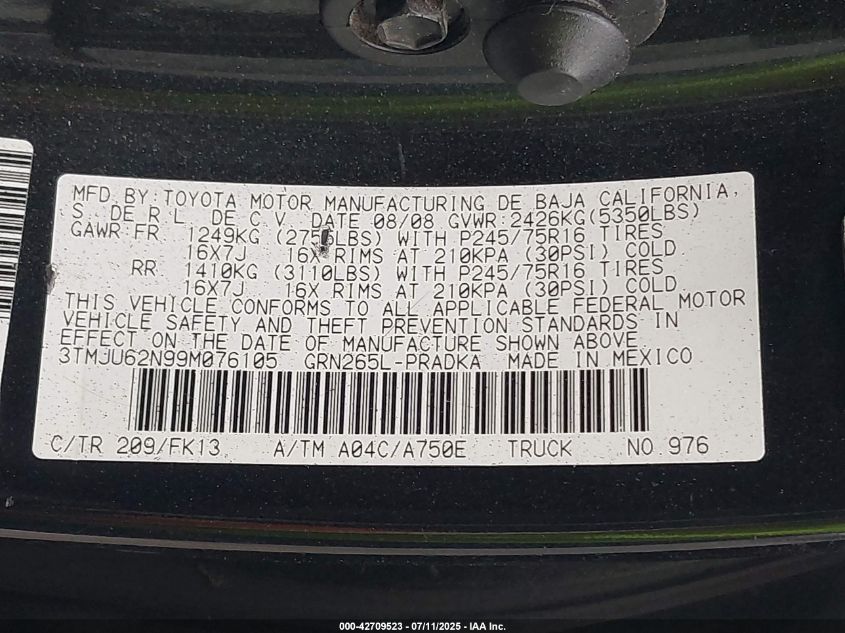 MFD. BY: TOYOTA MOTOR MANUFACTURING DE BAJA CALIFORNIA,
S. DE R.L. DE C.V. DATE 08/08 GVWR:2426KG(5350LBS)
GAWR:FR 1249KG (2755LBS) WITH P245/75R16 TIRES
16X7J 16X RIMS AT 210KPA (30PSI) COLD
RR 1410KG (3110LBS) WITH P245/75R16 TIRES
16X7J 16X RIMS AT 210KPA (30PSI) COLD
THIS VEHICLE CONFORMS TO ALL APPLICABLE FEDERAL MOTOR
VEHICLE SAFETY AND THEFT PREVENTION STANDARDS IN
EFFECT ON THE DATE OF MANUFACTURE SHOWN ABOVE.
3TMJU62N99M076105 GRN265L-PRADKA MADE IN MEXICO
C/TR 209/FK13 A/TM A04C/A750E TRUCK NO.976
000-42709523 - 07/11/2025 - IAA Inc.